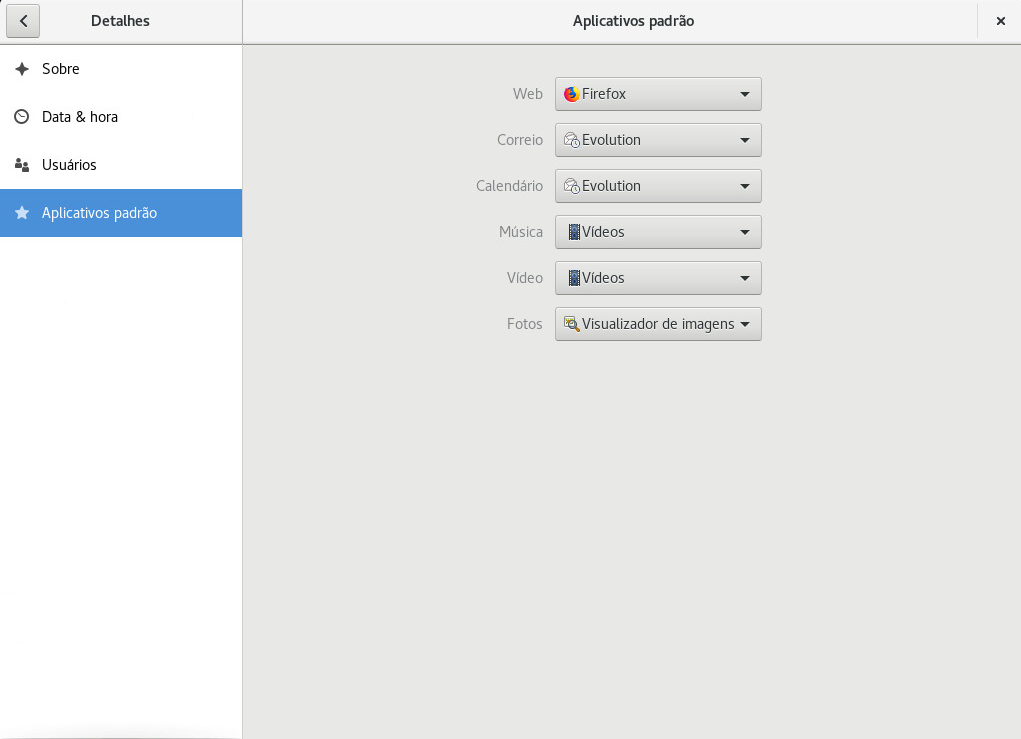 Detalhes
Aplicativos padrão
Sobre
Data & hora
Usuários
Aplicativos padrão
Web Firefox
Correio Evolution
Calendário Evolution
Música Vídeos
Vídeo Vídeos
Fotos Visualizador de imagens